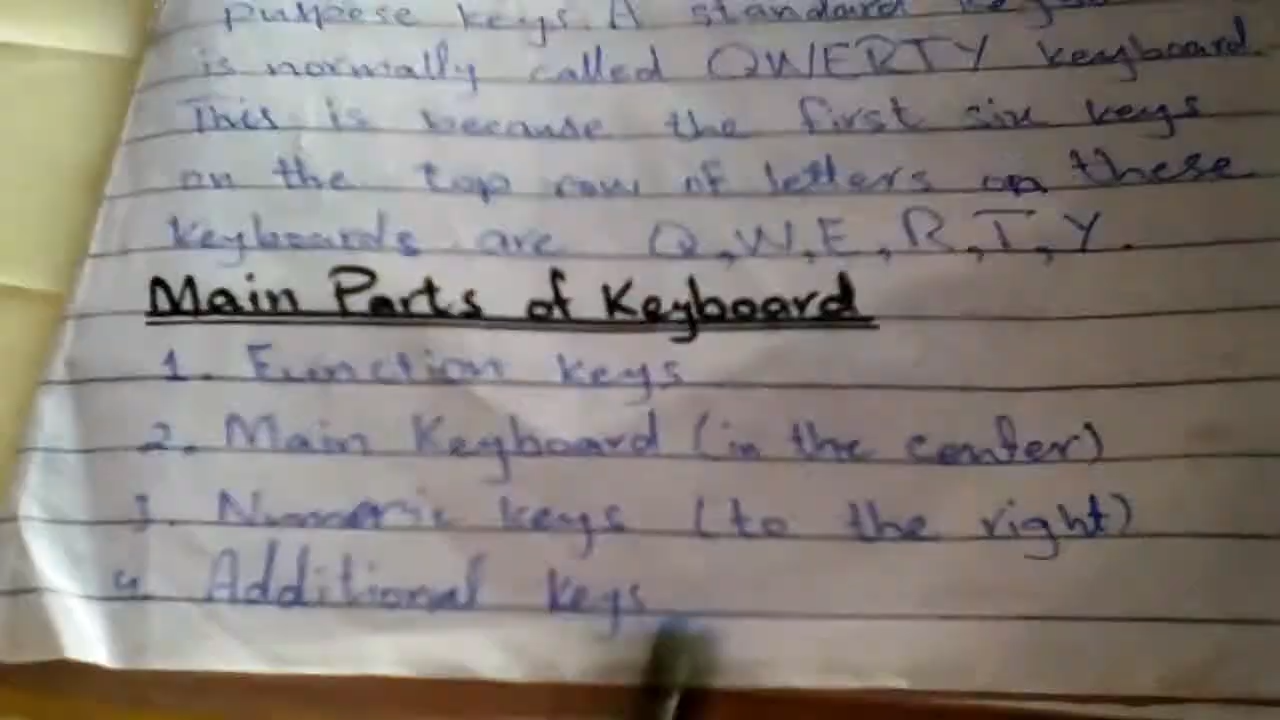 purpose keys. A standard
is normally called QWERTY keyboard.
This is because the first six keys
on the top row of letters on these
keyboards are Q, W, E, R, T, Y.
Main Parts of Keyboard
1. Function keys
2. Main Keyboard (in the center)
3. Numeric keys (to the right)
4. Additional keys